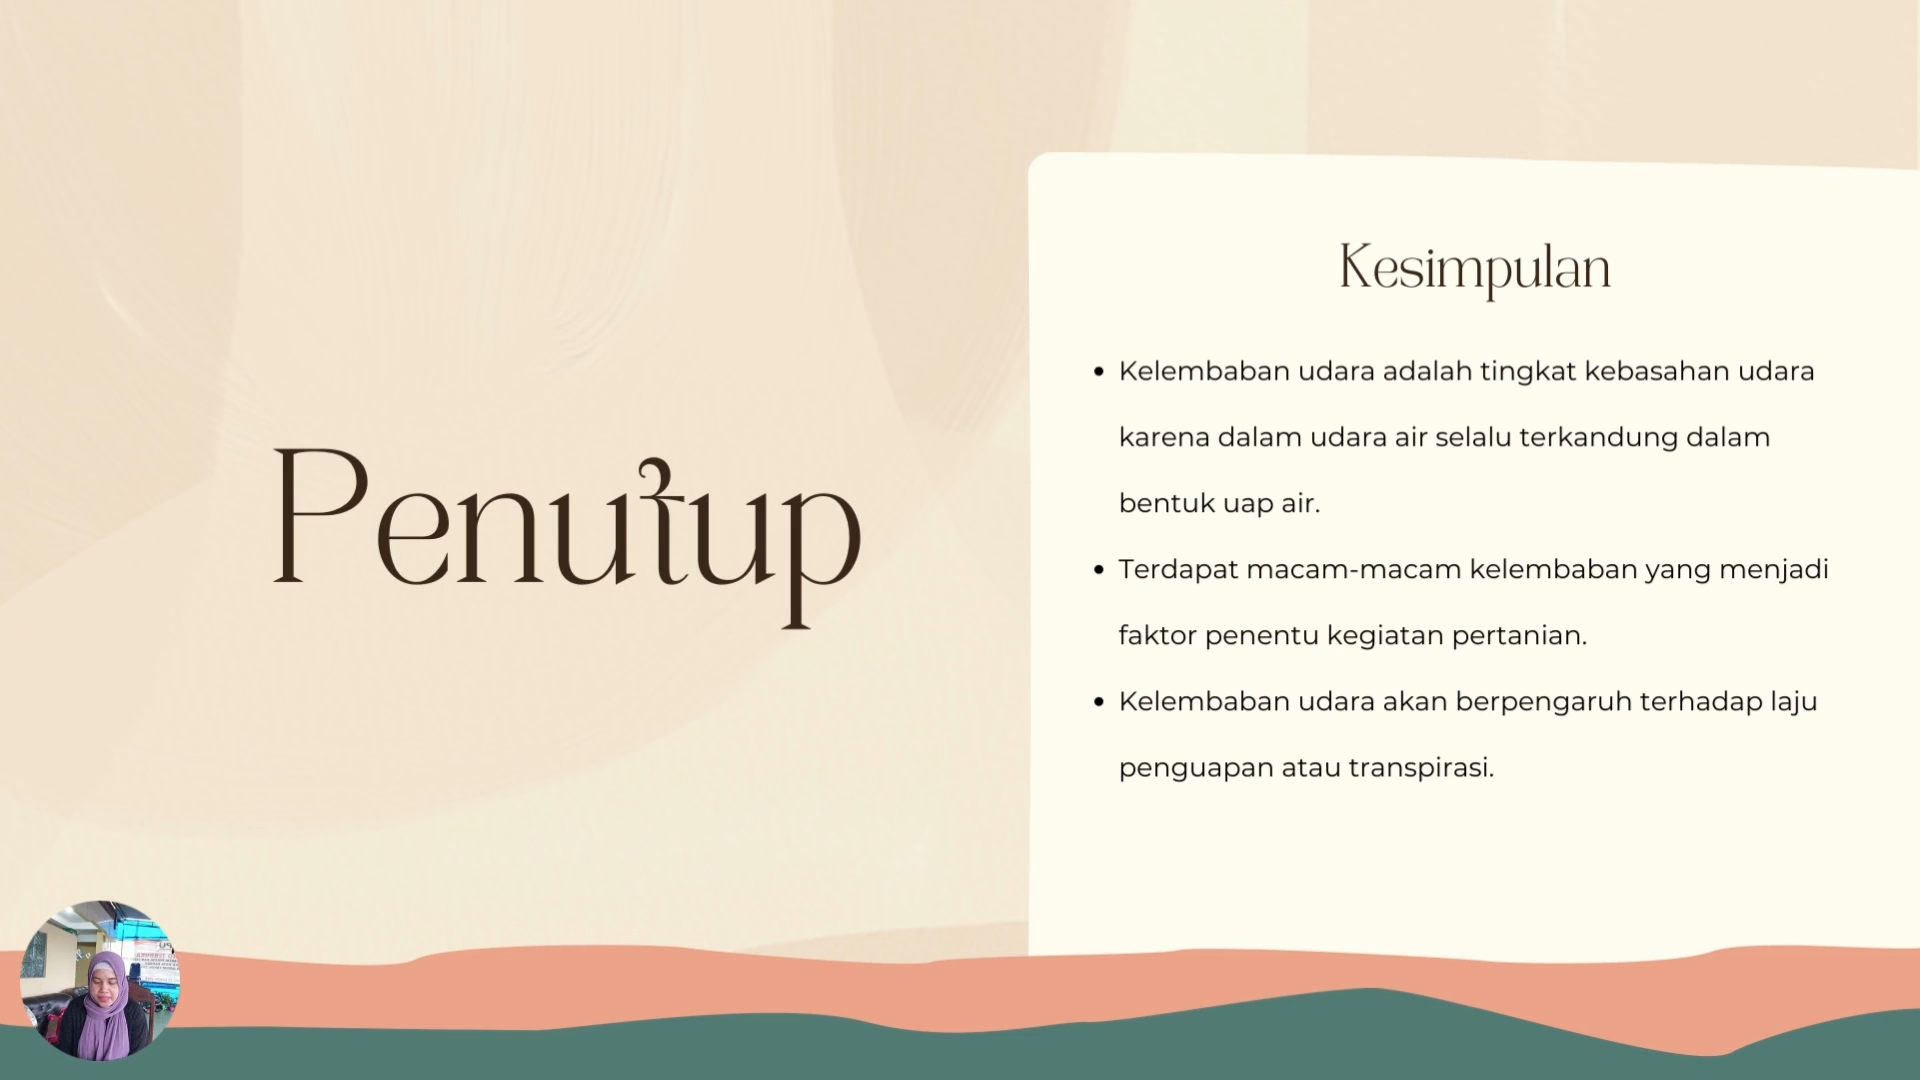 Penutup
Kesimpulan
• Kelembaban udara adalah tingkat kebasahan udara
karena dalam udara air selalu terkandung dalam
bentuk uap air.
• Terdapat macam-macam kelembaban yang menjadi
faktor penentu kegiatan pertanian.
• Kelembaban udara akan berpengaruh terhadap laju
penguapan atau transpirasi.